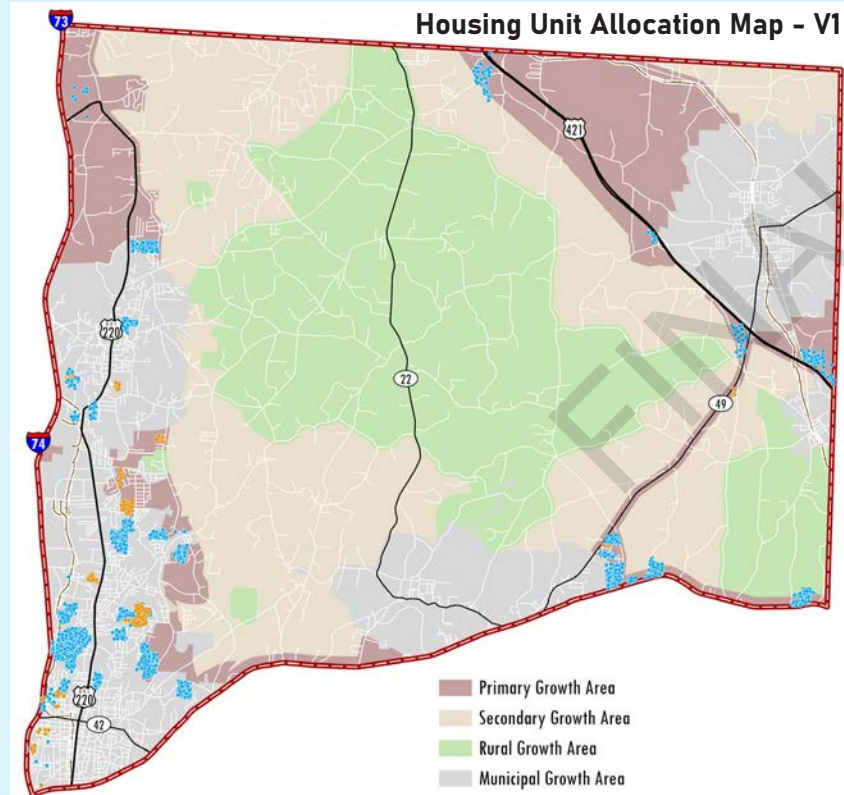 Housing Unit Allocation Map - V1
73
421
220
22
49
74
220
42
FINA
Primary Growth Area
Secondary Growth Area
Rural Growth Area
Municipal Growth Area